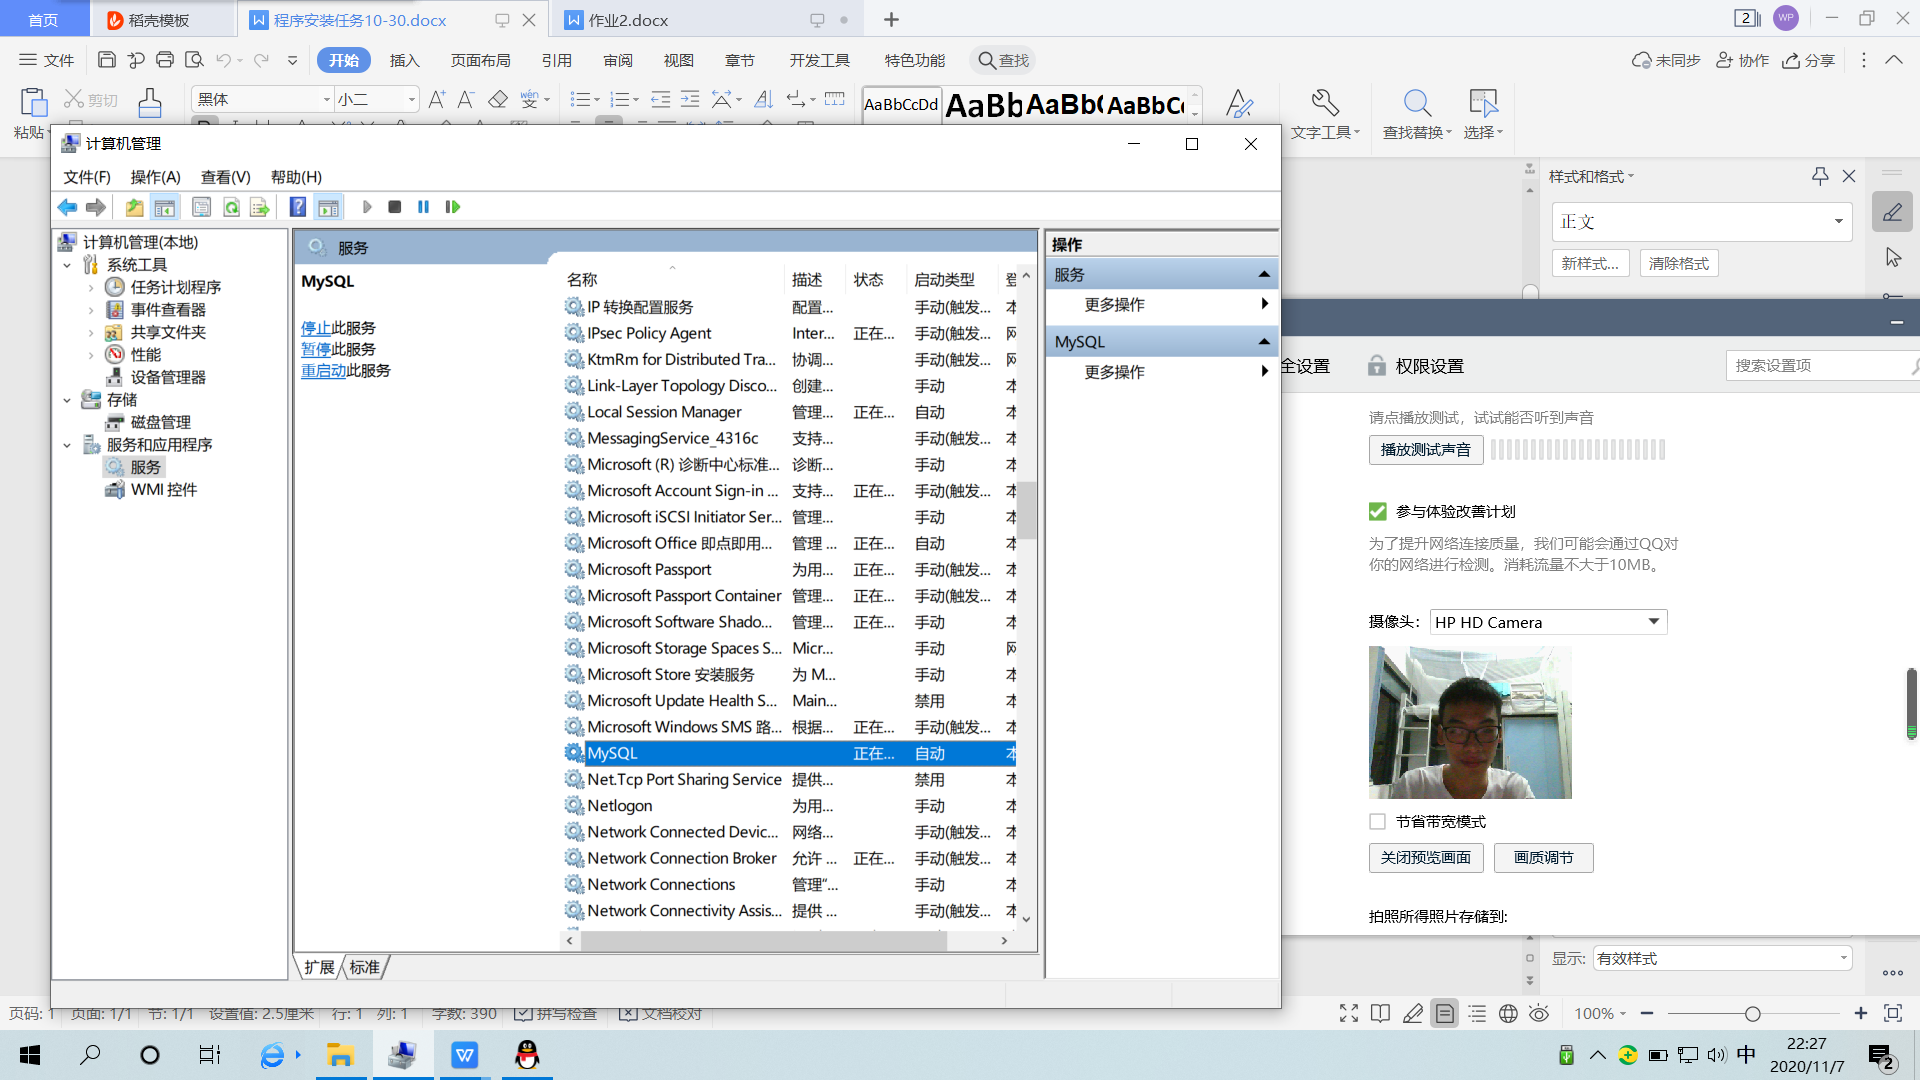 首页
稻壳模板
程序安装任务10-30.docx
作业2.docx
2
WP
文件
开始
插入
页面布局
引用
审阅
视图
章节
开发工具
特色功能
查找
未同步
协作
分享
粘贴
剪切
黑体
小二
AaBbCcDd
AaBb
AaBb
AaBbC
文字工具
查找替换
选择
计算机管理
文件(F)
操作(A)
查看(V)
帮助(H)
计算机管理(本地)
系统工具
任务计划程序
事件查看器
共享文件夹
性能
设备管理器
存储
磁盘管理
服务和应用程序
服务
WMI 控件
服务
MySQL
停止此服务
暂停此服务
重启动此服务
名称 描述 状态 启动类型
IP 转换配置服务 配置... 手动(触发... 本
IPsec Policy Agent Inter... 正在... 手动(触发... 网
KtmRm for Distributed Tra... 协调... 手动(触发... 网
Link-Layer Topology Disco... 创建... 手动 本
Local Session Manager 管理... 正在... 自动 本
MessagingService_4316c 支持... 手动(触发... 本
Microsoft (R) 诊断中心标准... 诊断... 手动 本
Microsoft Account Sign-in ... 支持... 正在... 手动(触发... 本
Microsoft iSCSI Initiator Ser... 管理... 手动 本
Microsoft Office 即点即用... 管理 ... 正在... 自动 本
Microsoft Passport 为用... 正在... 手动(触发... 本
Microsoft Passport Container 管理... 正在... 手动(触发... 本
Microsoft Software Shado... 管理... 正在... 手动 本
Microsoft Storage Spaces S... Micr... 手动 网
Microsoft Store 安装服务 为 M... 手动 本
Microsoft Update Health S... Main... 禁用 本
Microsoft Windows SMS 路... 根据... 正在... 手动(触发... 本
MySQL 正在... 自动 本
Net.Tcp Port Sharing Service 提供... 禁用 本
Netlogon 为用... 手动 本
Network Connected Devic... 网络... 手动(触发... 本
Network Connection Broker 允许 ... 正在... 手动(触发... 本
Network Connections 管理"... 手动 本
Network Connectivity Assis... 提供 ... 手动(触发... 本
扩展
标准
操作
服务
更多操作
MySQL
更多操作
样式和格式
正文
新样式...
清除格式
全设置
权限设置
搜索设置项
请点播放测试，试试能否听到声音
播放测试声音
参与体验改善计划
为了提升网络连接质量，我们可能会通过QQ对
你的网络进行检测。消耗流量不大于10MB。
摄像头:
HP HD Camera
节省带宽模式
关闭预览画面
画质调节
拍照所得照片存储到:
显示:
有效样式
页码: 1
页面: 1/1
节: 1/1
设置值: 2.5厘米
行: 1
列: 1
字数: 390
拼写检查
文档校对
100%
中
22:27
2020/11/7
2